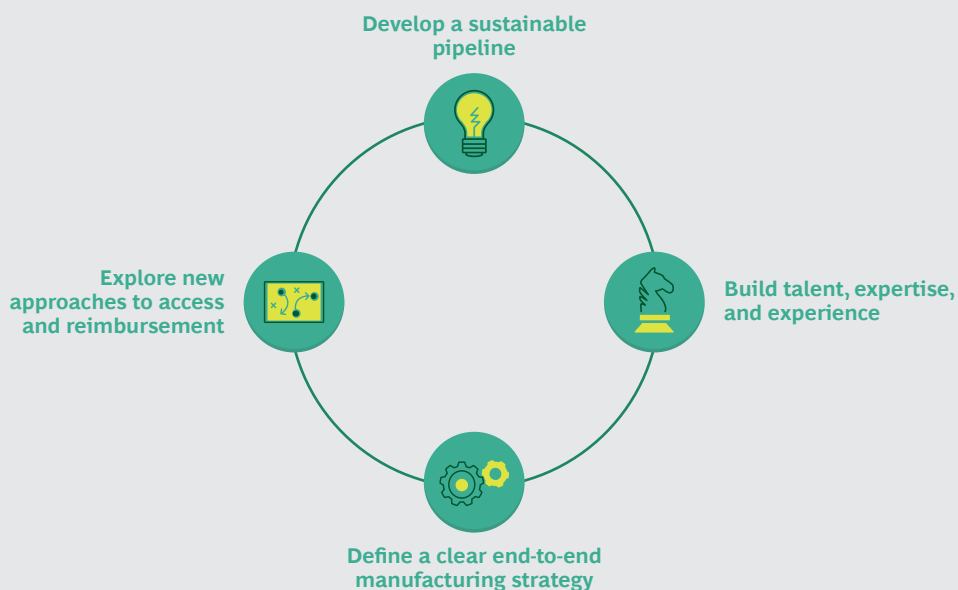 Develop a sustainable
pipeline
Explore new
approaches to access
and reimbursement
Build talent, expertise,
and experience
Define a clear end-to-end
manufacturing strategy